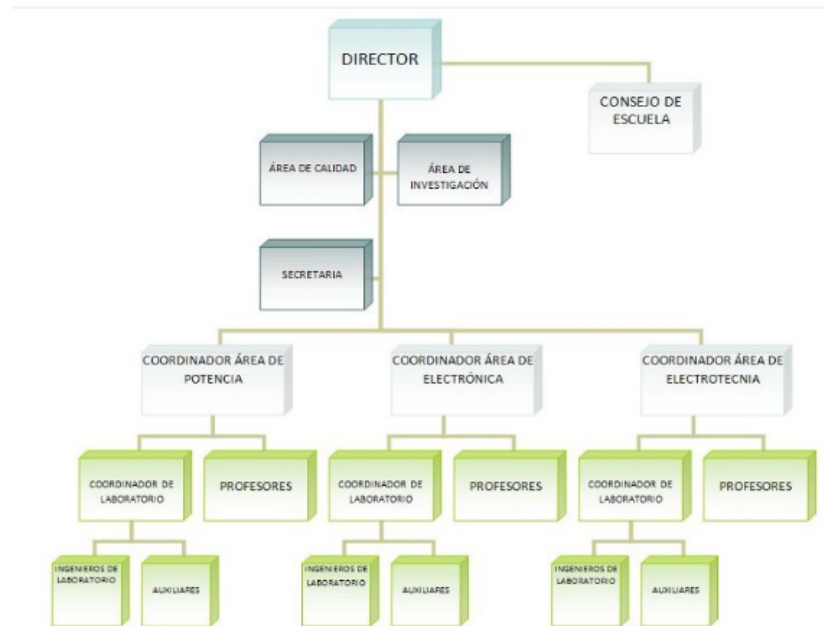 DIRECTOR
CONSEJO DE
ESCUELA
ÁREA DE CALIDAD
ÁREA DE
INVESTIGACIÓN
SECRETARIA
COORDINADOR ÁREA DE
POTENCIA
COORDINADOR ÁREA DE
ELECTRÓNICA
COORDINADOR ÁREA DE
ELECTROTECNIA
COORDINADOR DE
LABORATORIO
PROFESORES
COORDINADOR DE
LABORATORIO
PROFESORES
COORDINADOR DE
LABORATORIO
PROFESORES
INGENIEROS DE
LABORATORIO
AUXILIARES
INGENIEROS DE
LABORATORIO
AUXILIARES
INGENIEROS DE
LABORATORIO
AUXILIARES